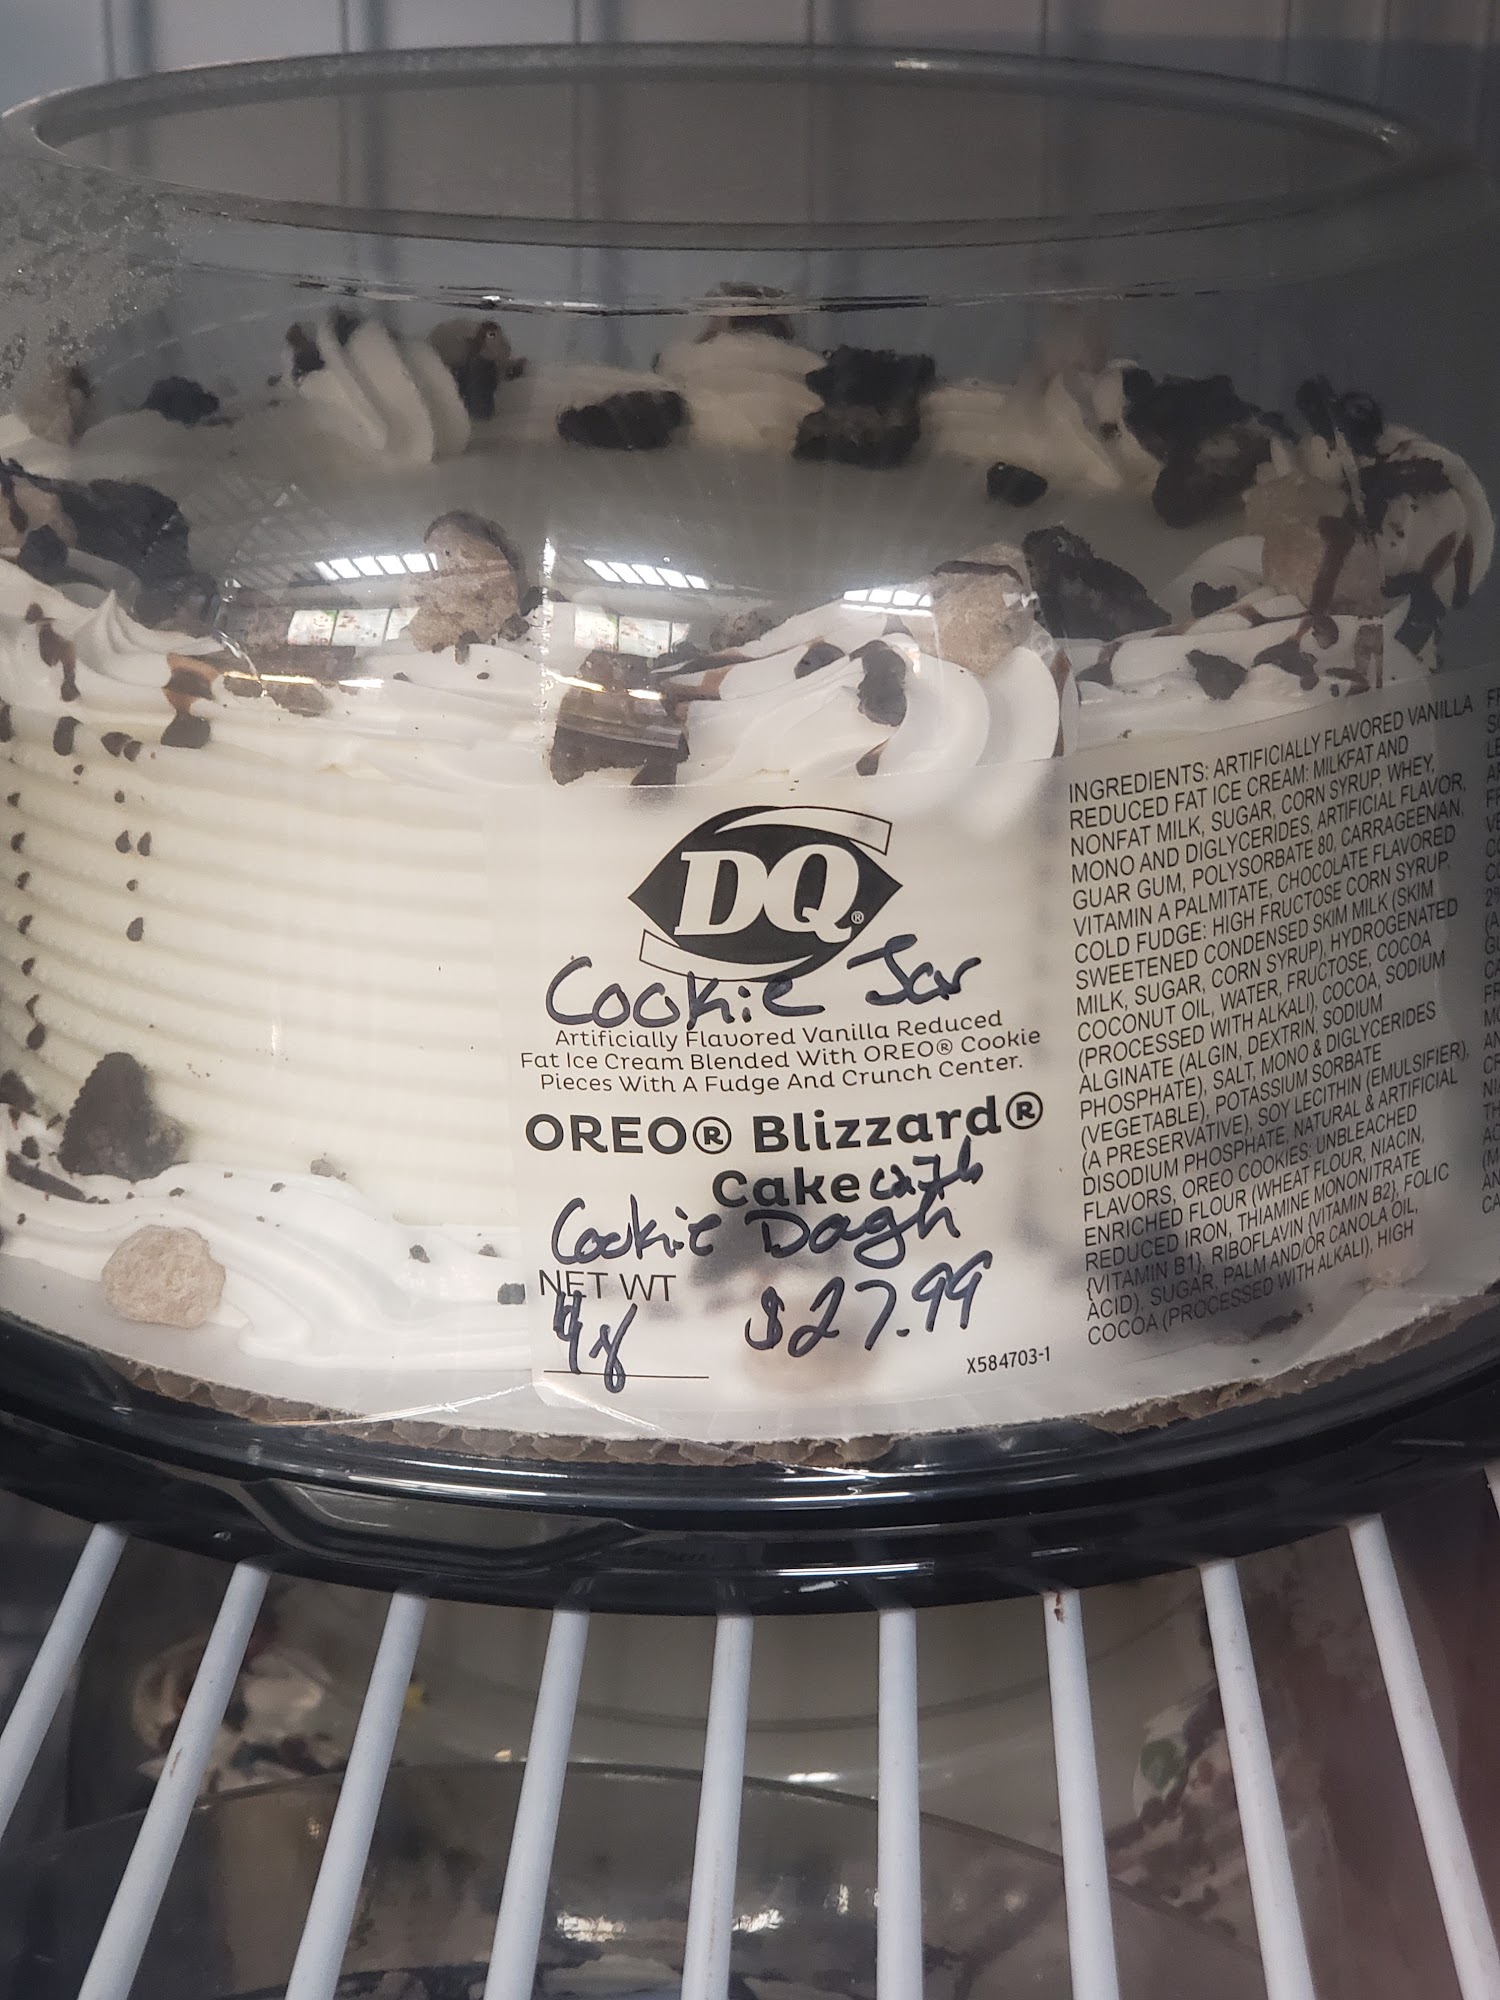 DQ®
Cookie Jar
Artificially Flavored Vanilla Reduced
Fat Ice Cream Blended With OREO® Cookie
Pieces With A Fudge And Crunch Center.
OREO® Blizzard®
Cake with
Cookie Dogh
NET WT
$27.99
X584703-1
INGREDIENTS: ARTIFICIALLY FLAVORED VANILLA
REDUCED FAT ICE CREAM: MILKFAT AND
NONFAT MILK, SUGAR, CORN SYRUP, WHEY,
MONO AND DIGLYCERIDES, ARTIFICIAL FLAVOR,
GUAR GUM, POLYSORBATE 80, CARRAGEENAN,
VITAMIN A PALMITATE, CHOCOLATE FLAVORED
COLD FUDGE: HIGH FRUCTOSE CORN SYRUP,
SWEETENED CONDENSED SKIM MILK (SKIM
MILK, SUGAR, CORN SYRUP), HYDROGENATED
COCONUT OIL, WATER, FRUCTOSE, COCOA
(PROCESSED WITH ALKALI), COCOA, SODIUM
ALGINATE (ALGIN, DEXTRIN, SODIUM
PHOSPHATE), SALT, MONO & DIGLYCERIDES
(VEGETABLE), POTASSIUM SORBATE
(A PRESERVATIVE), SOY LECITHIN (EMULSIFIER),
DISODIUM PHOSPHATE, NATURAL & ARTIFICIAL
FLAVORS, OREO COOKIES: UNBLEACHED
ENRICHED FLOUR (WHEAT FLOUR, NIACIN,
REDUCED IRON, THIAMINE MONONITRATE
{VITAMIN B1}, RIBOFLAVIN {VITAMIN B2}, FOLIC
ACID), SUGAR, PALM AND/OR CANOLA OIL,
COCOA (PROCESSED WITH ALKALI), HIGH